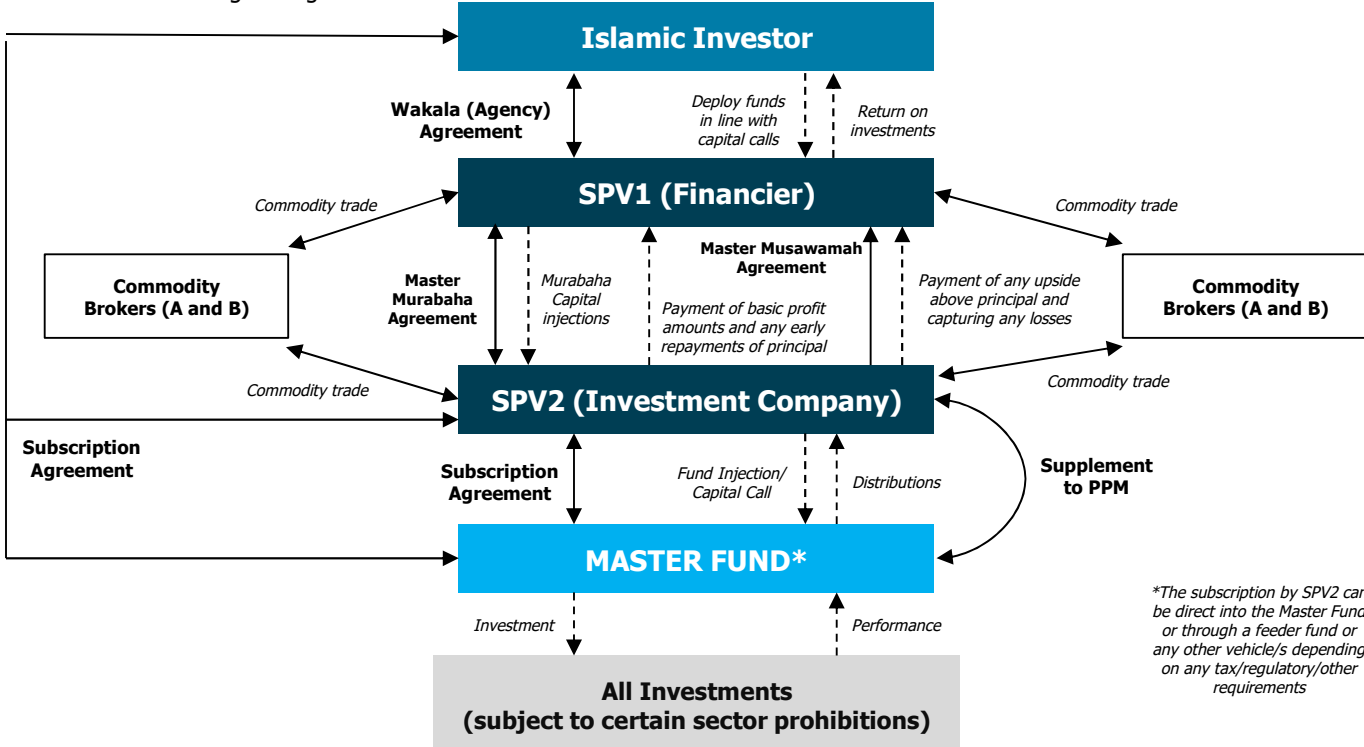 Islamic Investor
Wakala (Agency)
Agreement
Deploy funds
in line with
capital calls
Return on
investments
SPV1 (Financier)
Commodity trade
Commodity trade
Commodity
Brokers (A and B)
Master
Murabaha
Agreement
Murabaha
Capital
injections
Payment of basic profit
amounts and any early
repayments of principal
Master Musawamah
Agreement
Payment of any upside
above principal and
capturing any losses
Commodity
Brokers (A and B)
Commodity trade
Commodity trade
SPV2 (Investment Company)
Subscription
Agreement
Subscription
Agreement
Fund Injection/
Capital Call
Distributions
Supplement
to PPM
MASTER FUND*
Investment
Performance
*The subscription by SPV2 can
be direct into the Master Fund
or through a feeder fund or
any other vehicle/s depending
on any tax/regulatory/other
requirements
All Investments
(subject to certain sector prohibitions)